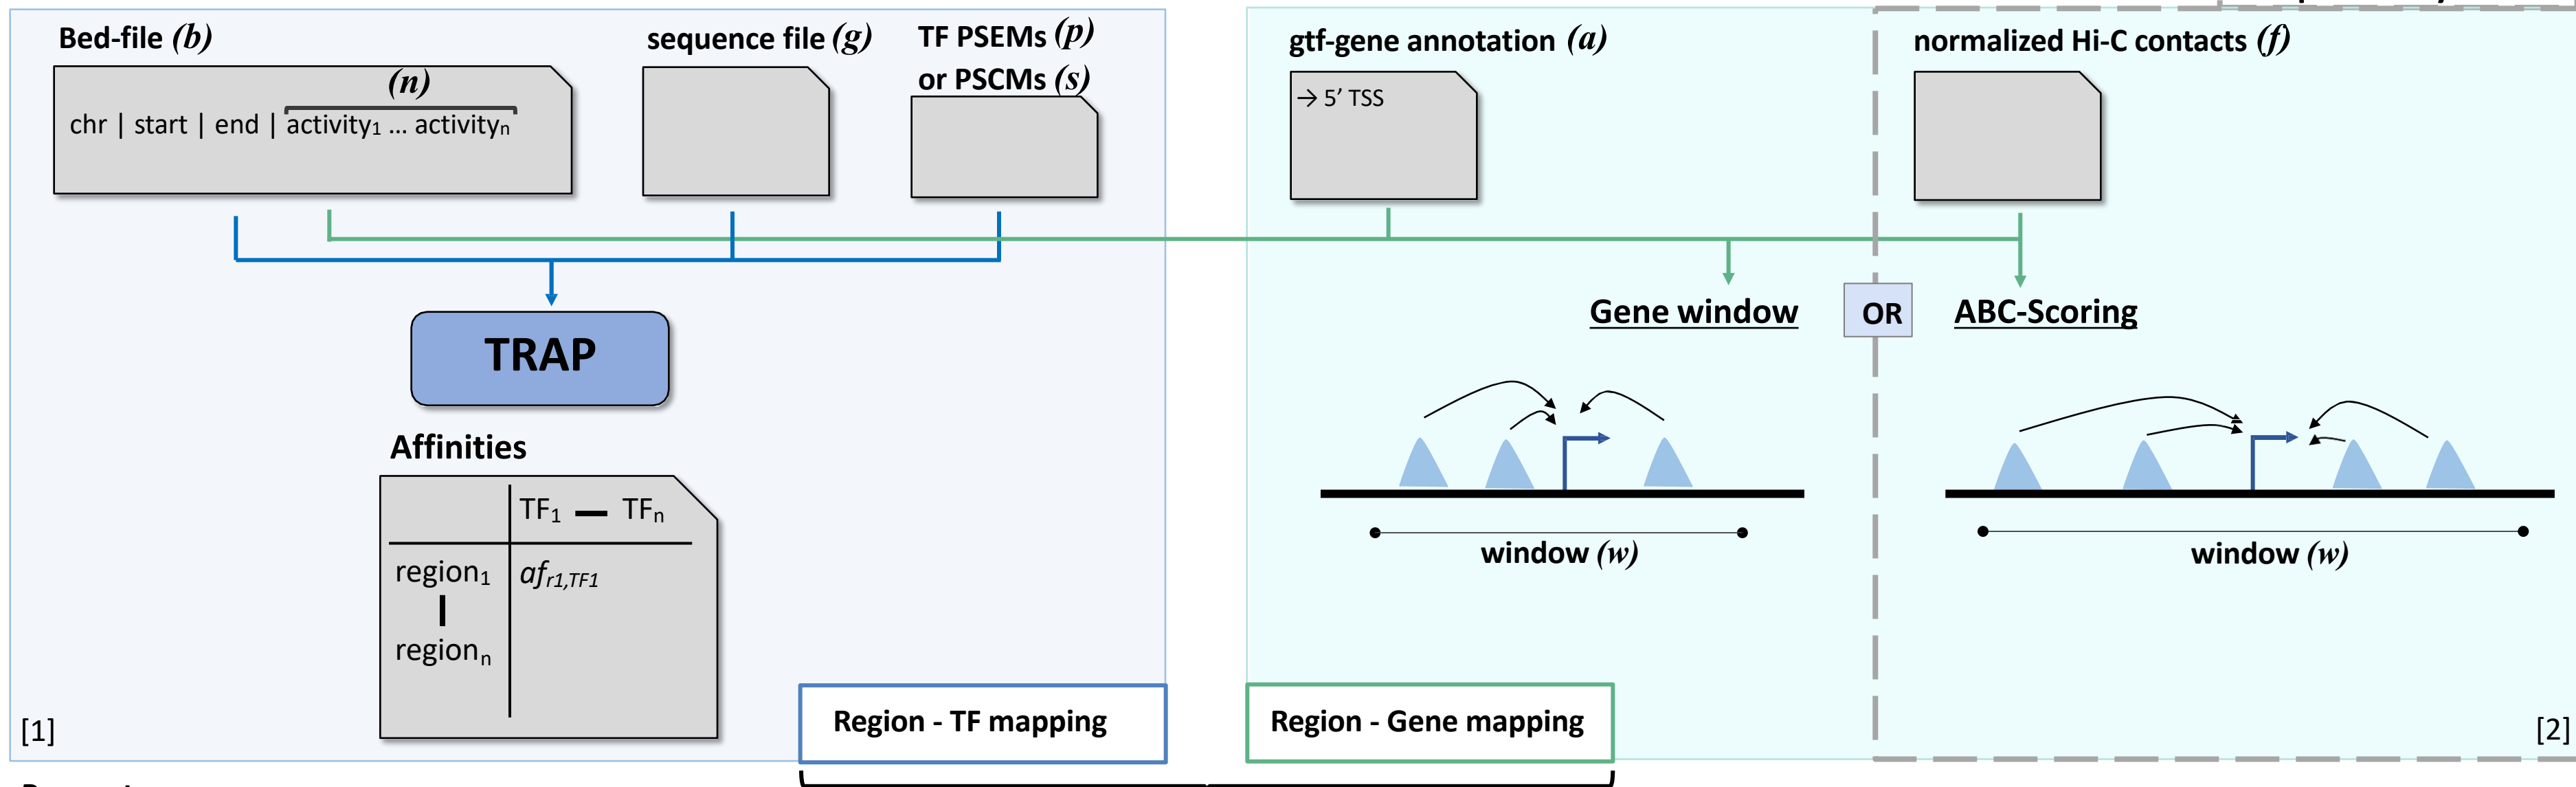 Bed-file (b)
(n)
chr | start | end | activity1 ... activityn
sequence file (g)
TF PSEMs (p)
or PSCMs (s)
TRAP
Affinities
TF1 — TFn
region1 afr1,TF1
regionn
[1]
Region - TF mapping
gtf-gene annotation (a)
→ 5’ TSS
normalized Hi-C contacts (f)
Gene window
OR
ABC-Scoring
window (w)
window (w)
Region - Gene mapping
[2]